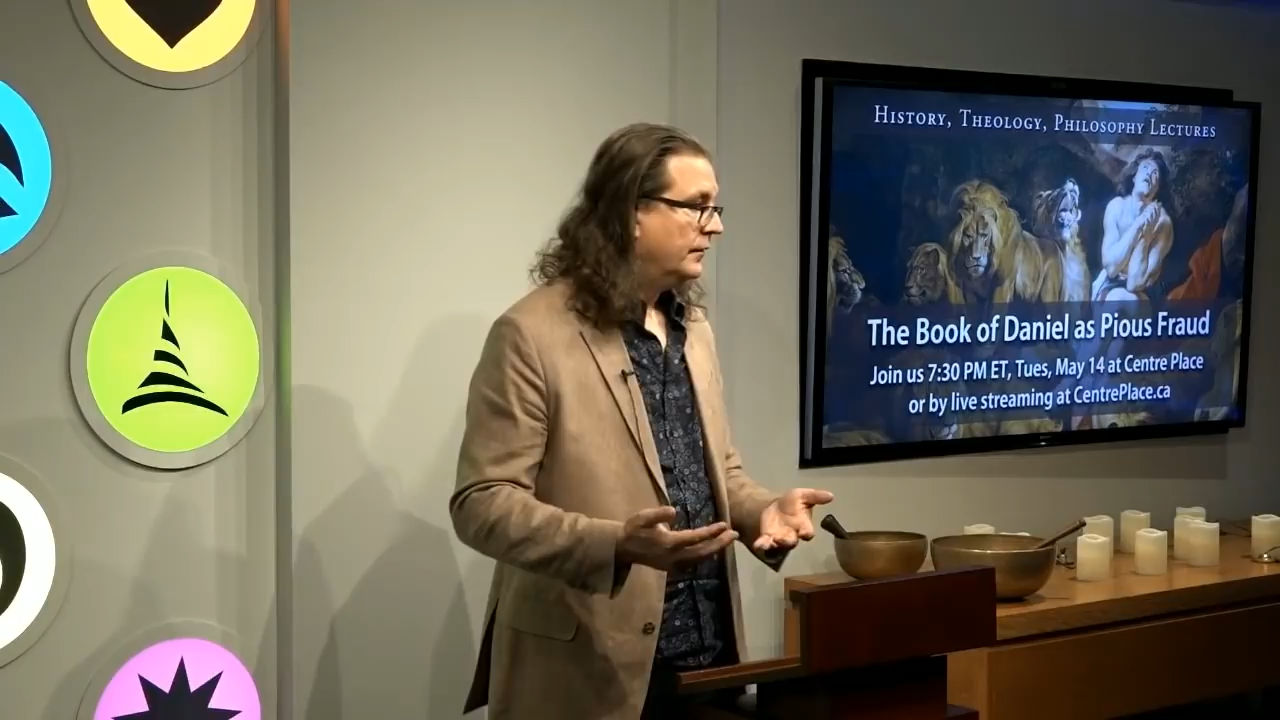 History, Theology, Philosophy Lectures
The Book of Daniel as Pious Fraud
Join us 7:30 PM ET, Tues, May 14 at Centre Place
or by live streaming at CentrePlace.ca